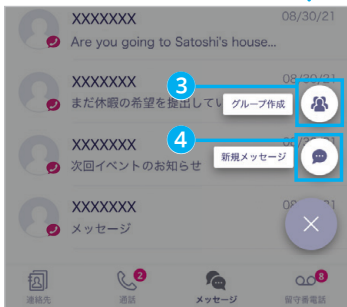 XXXXXXX 08/30/21
Are you going to Satoshi's house...
XXXXXXX 08/30/21
まだ休暇の希望を提出してい
3
グループ作成
XXXXXXX
4
次回イベントのお知らせ
新規メッセージ
XXXXXXX
メッセージ
2
8
連絡先 通話 メッセージ 留守番電話